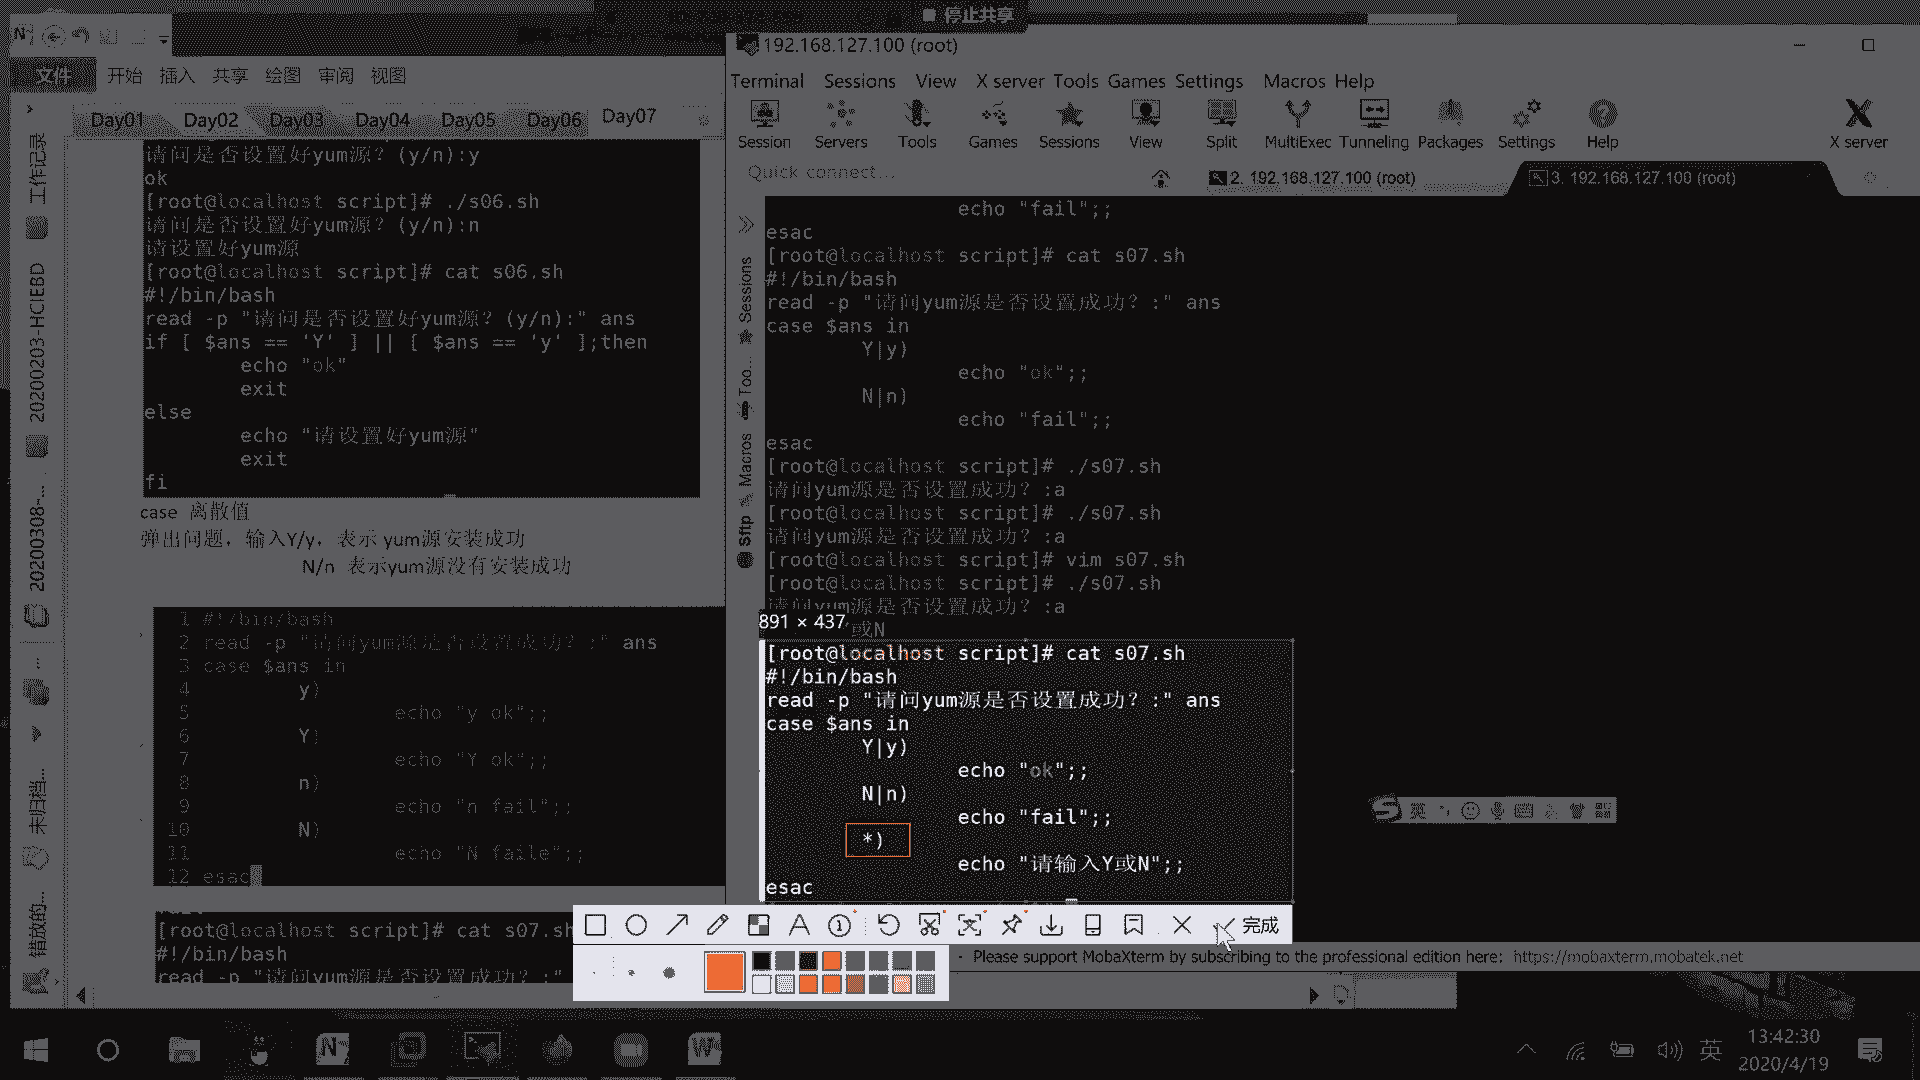 停止共享
文件 开始 插入 共享 绘图 审阅 视图
Day01 Day02 Day03 Day04 Day05 Day06 Day07
工作记录
20200203-HCIEBD
20200308-...
未归档...
错放的...
请问是否设置好yum源? (y/n):y
ok
[root@localhost script]# ./s06.sh
请问是否设置好yum源? (y/n):n
请设置好yum源
[root@localhost script]# cat s06.sh
#!/bin/bash
read -p "请问是否设置好yum源? (y/n):" ans
if [ $ans == 'Y' ] || [ $ans == 'y' ];then
echo "ok"
exit
else
echo "请设置好yum源"
exit
fi
case 离散值
弹出问题，输入Y/y，表示 yum源安装成功
N/n 表示yum源没有安装成功
1 #!/bin/bash
2 read -p "请问yum源是否设置成功? :" ans
3 case $ans in
4 y)
5 echo "y ok";;
6 Y)
7 echo "Y ok";;
8 n)
9 echo "n fail";;
10 N)
11 echo "N faile";;
12 esac
[root@localhost script]# cat s07.sh
#!/bin/bash
read -p "请问yum源是否设置成功? :"
192.168.127.100 (root)
Terminal Sessions View X server Tools Games Settings Macros Help
Session Servers Tools Games Sessions View Split MultiExec Tunneling Packages Settings Help X server
Quick connect...
2. 192.168.127.100 (root)
3. 192.168.127.100 (root)
Sessions
Too...
Macros
Sftp
echo "fail";;
esac
[root@localhost script]# cat s07.sh
#!/bin/bash
read -p "请问yum源是否设置成功? :" ans
case $ans in
Y|y)
echo "ok";;
N|n)
echo "fail";;
esac
[root@localhost script]# ./s07.sh
请问yum源是否设置成功? :a
[root@localhost script]# ./s07.sh
请问yum源是否设置成功? :a
[root@localhost script]# vim s07.sh
[root@localhost script]# ./s07.sh
请问yum源是否设置成功? :a
891 × 437
或N
[root@localhost script]# cat s07.sh
#!/bin/bash
read -p "请问yum源是否设置成功? :" ans
case $ans in
Y|y)
echo "ok";;
N|n)
echo "fail";;
*)
echo "请输入Y或N";;
esac
完成
- Please support MobaXterm by subscribing to the professional edition here: https://mobaxterm.mobatek.net
英
英
13:42:30
2020/4/19